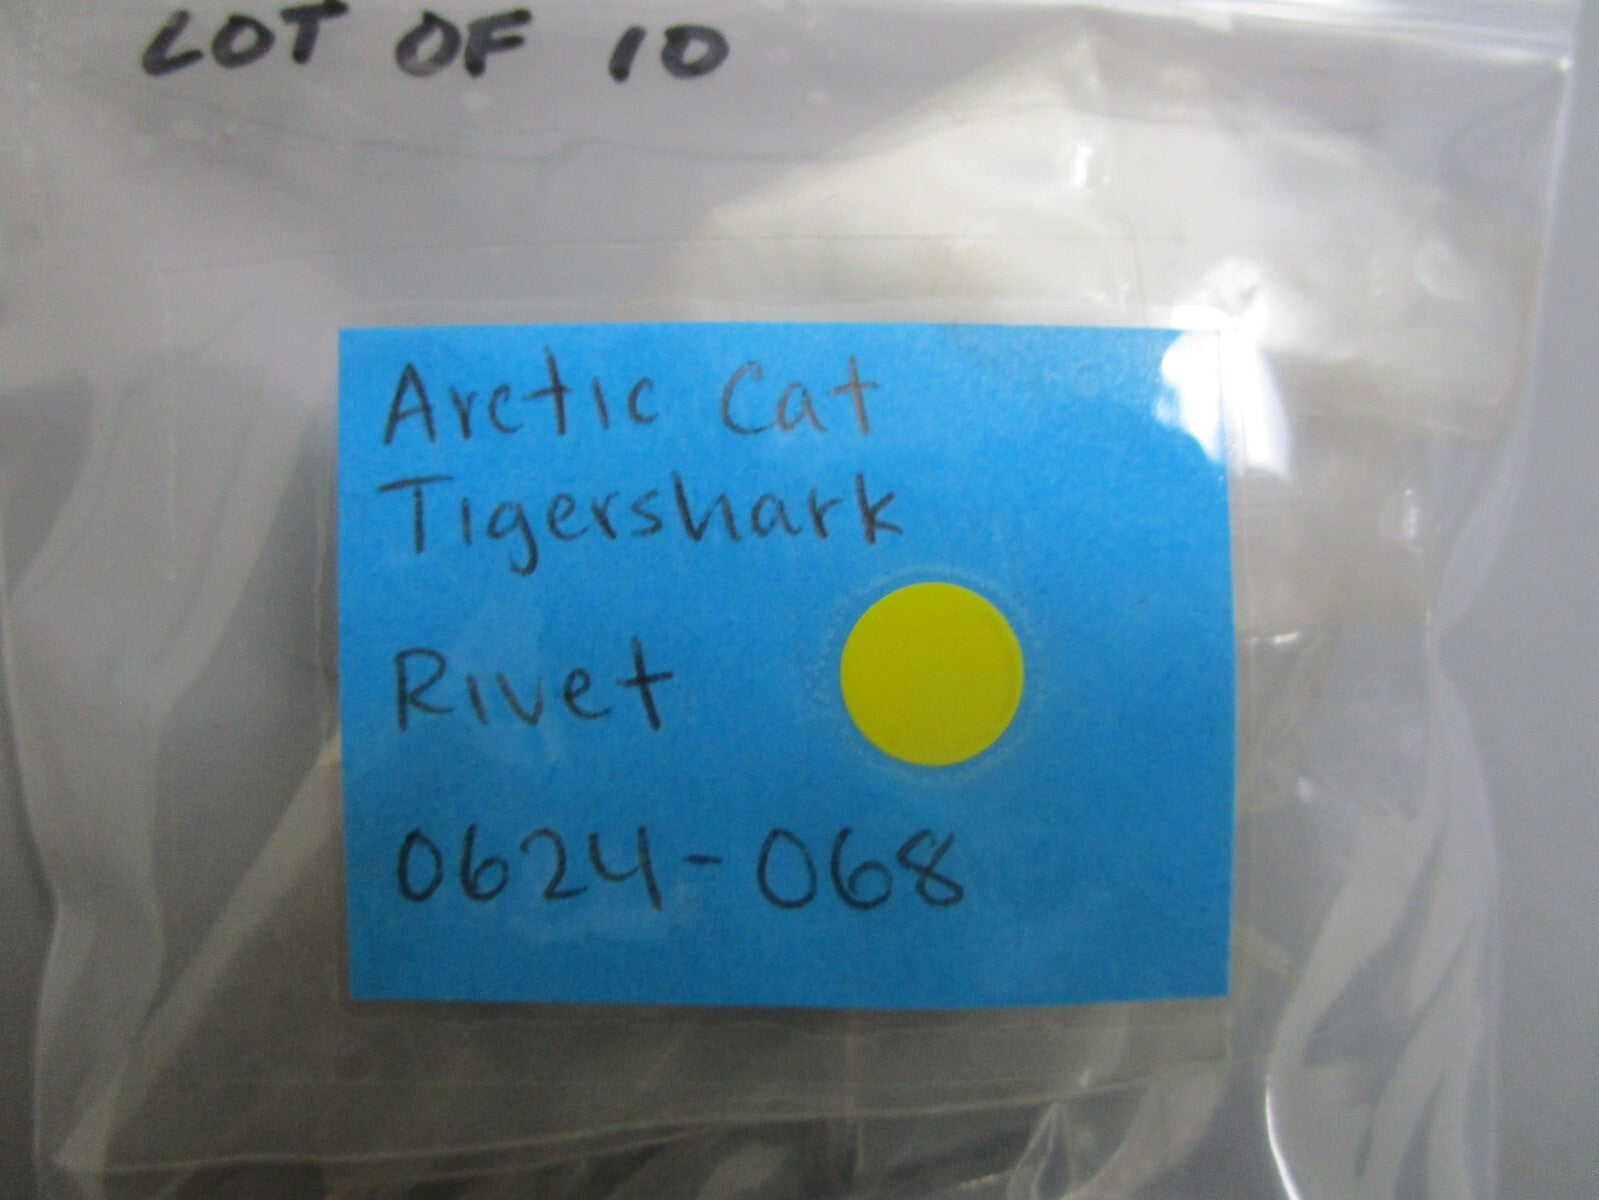 LOT OF 10
Arctic Cat
Tigershark
Rivet
0624-068